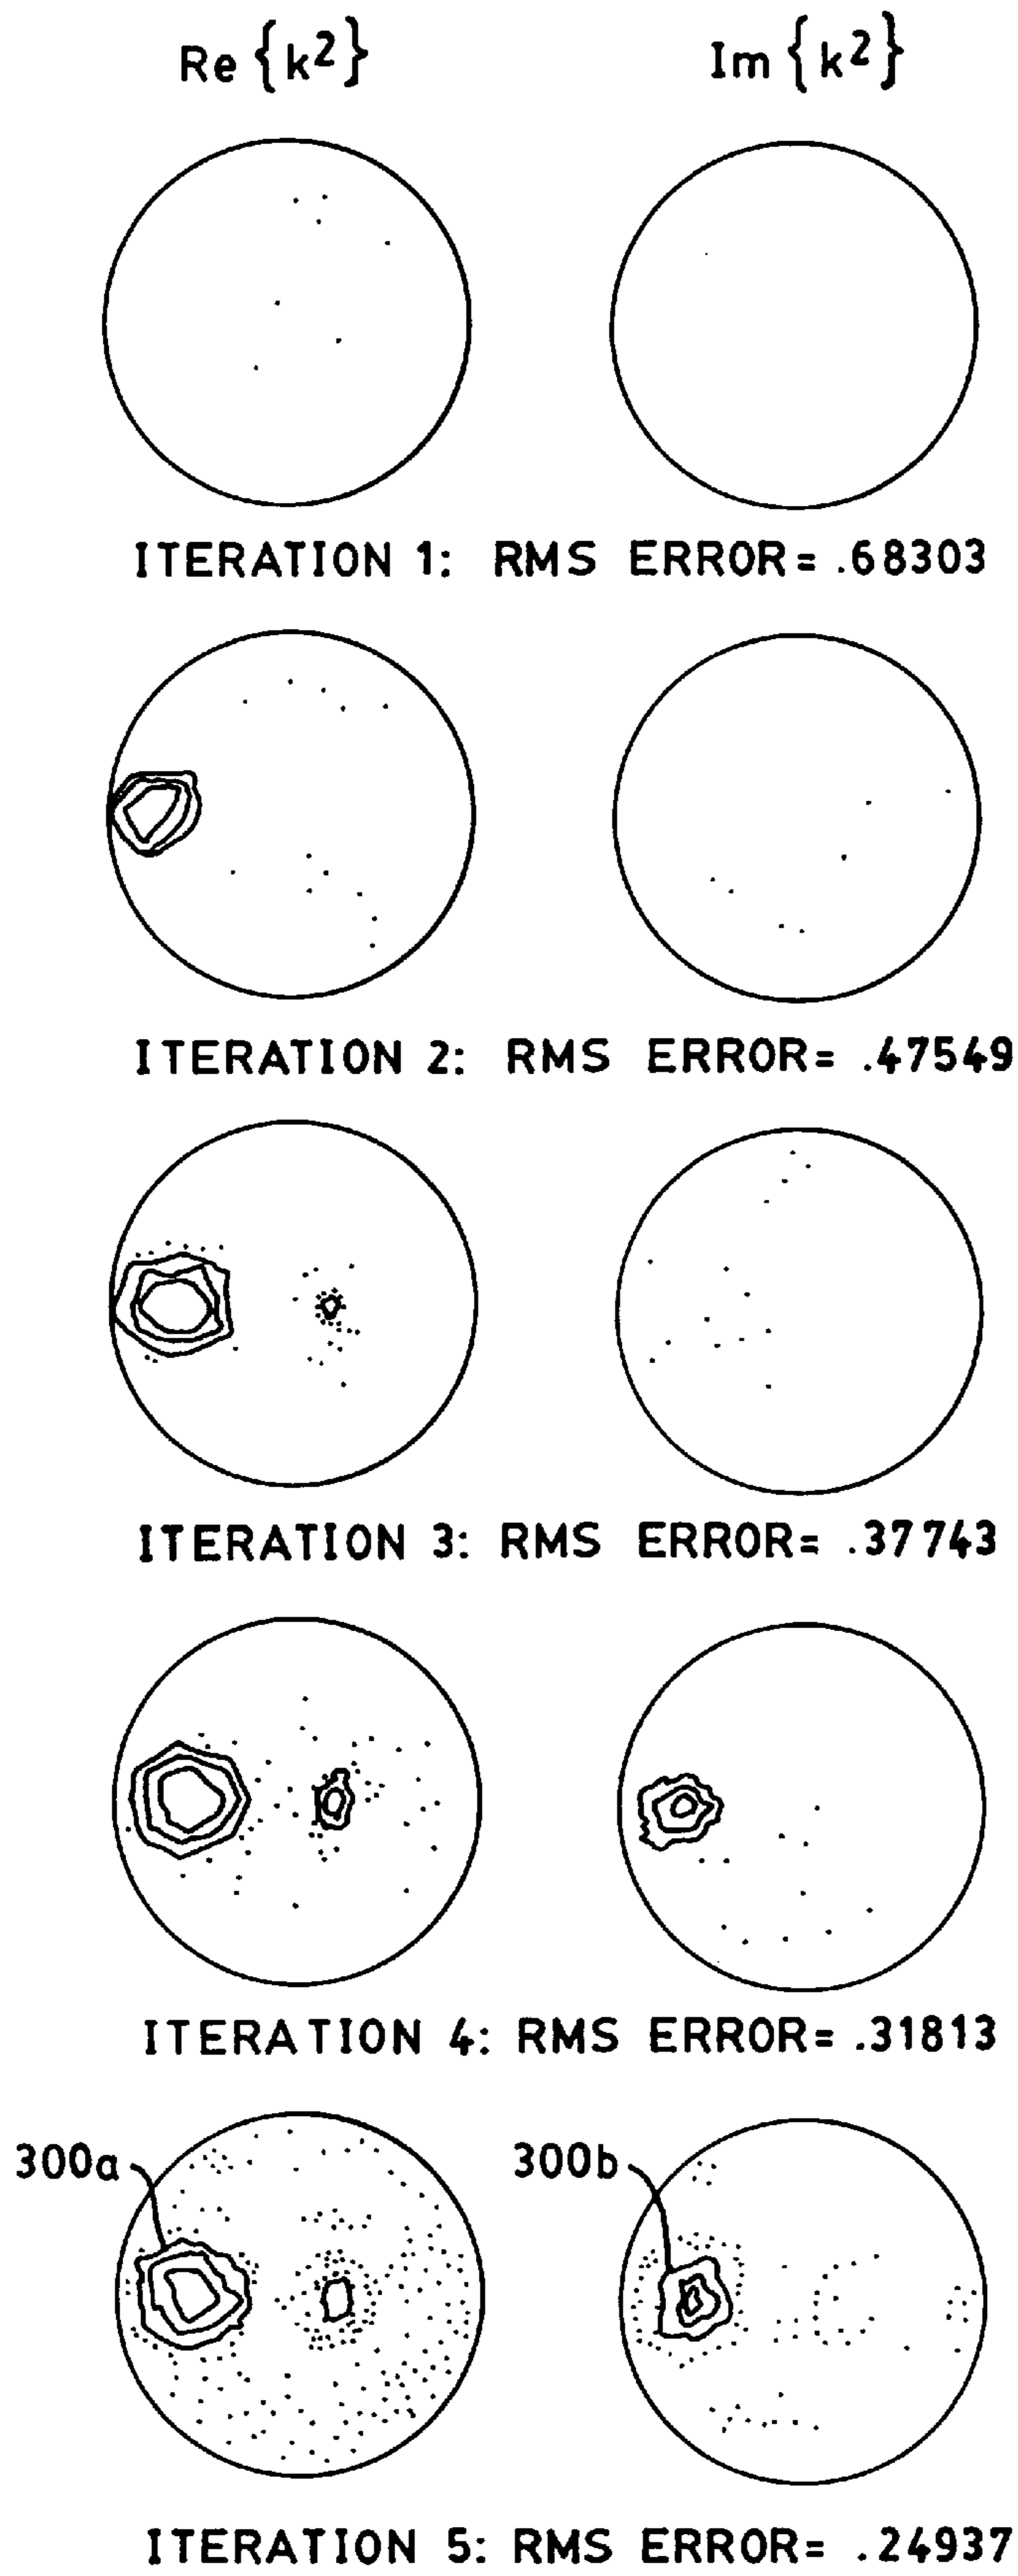 Re {k²} Im {k²}
ITERATION 1: RMS ERROR= .68303
ITERATION 2: RMS ERROR= .47549
ITERATION 3: RMS ERROR= .37743
ITERATION 4: RMS ERROR= .31813
300a 300b
ITERATION 5: RMS ERROR= .24937